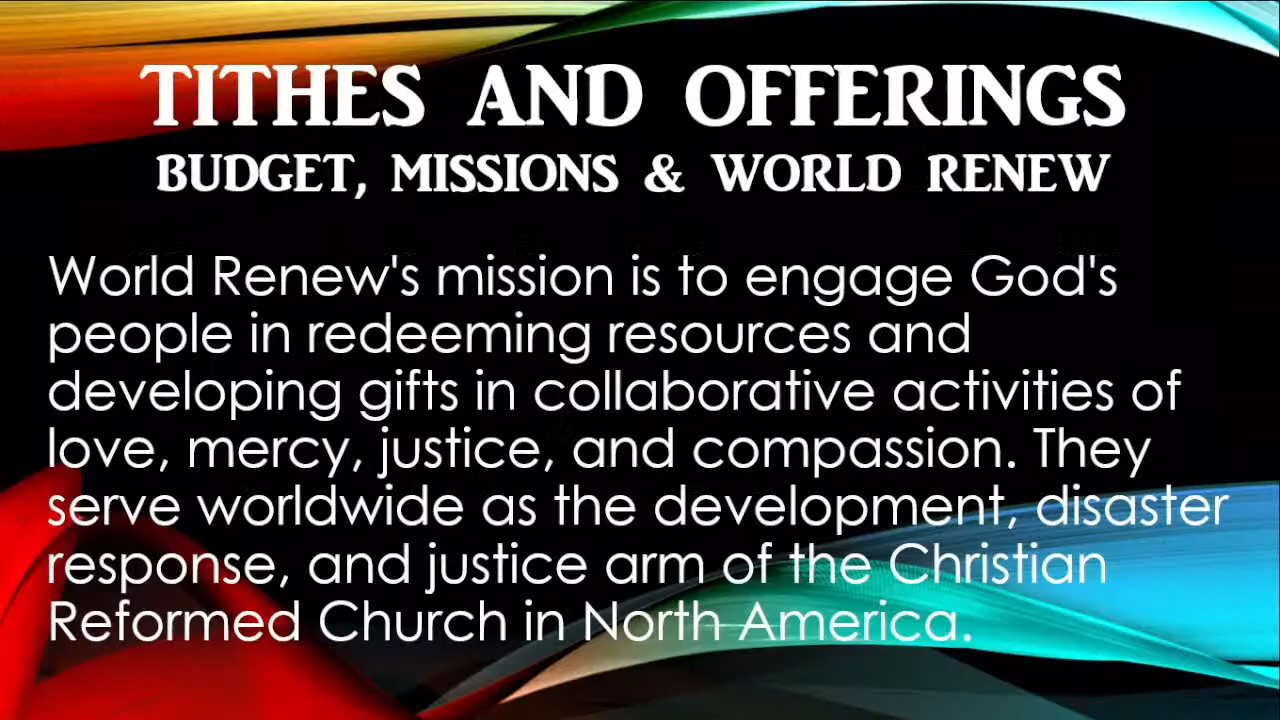 TITHES AND OFFERINGS
BUDGET, MISSIONS & WORLD RENEW
World Renew's mission is to engage God's
people in redeeming resources and
developing gifts in collaborative activities of
love, mercy, justice, and compassion. They
serve worldwide as the development, disaster
response, and justice arm of the Christian
Reformed Church in North America.